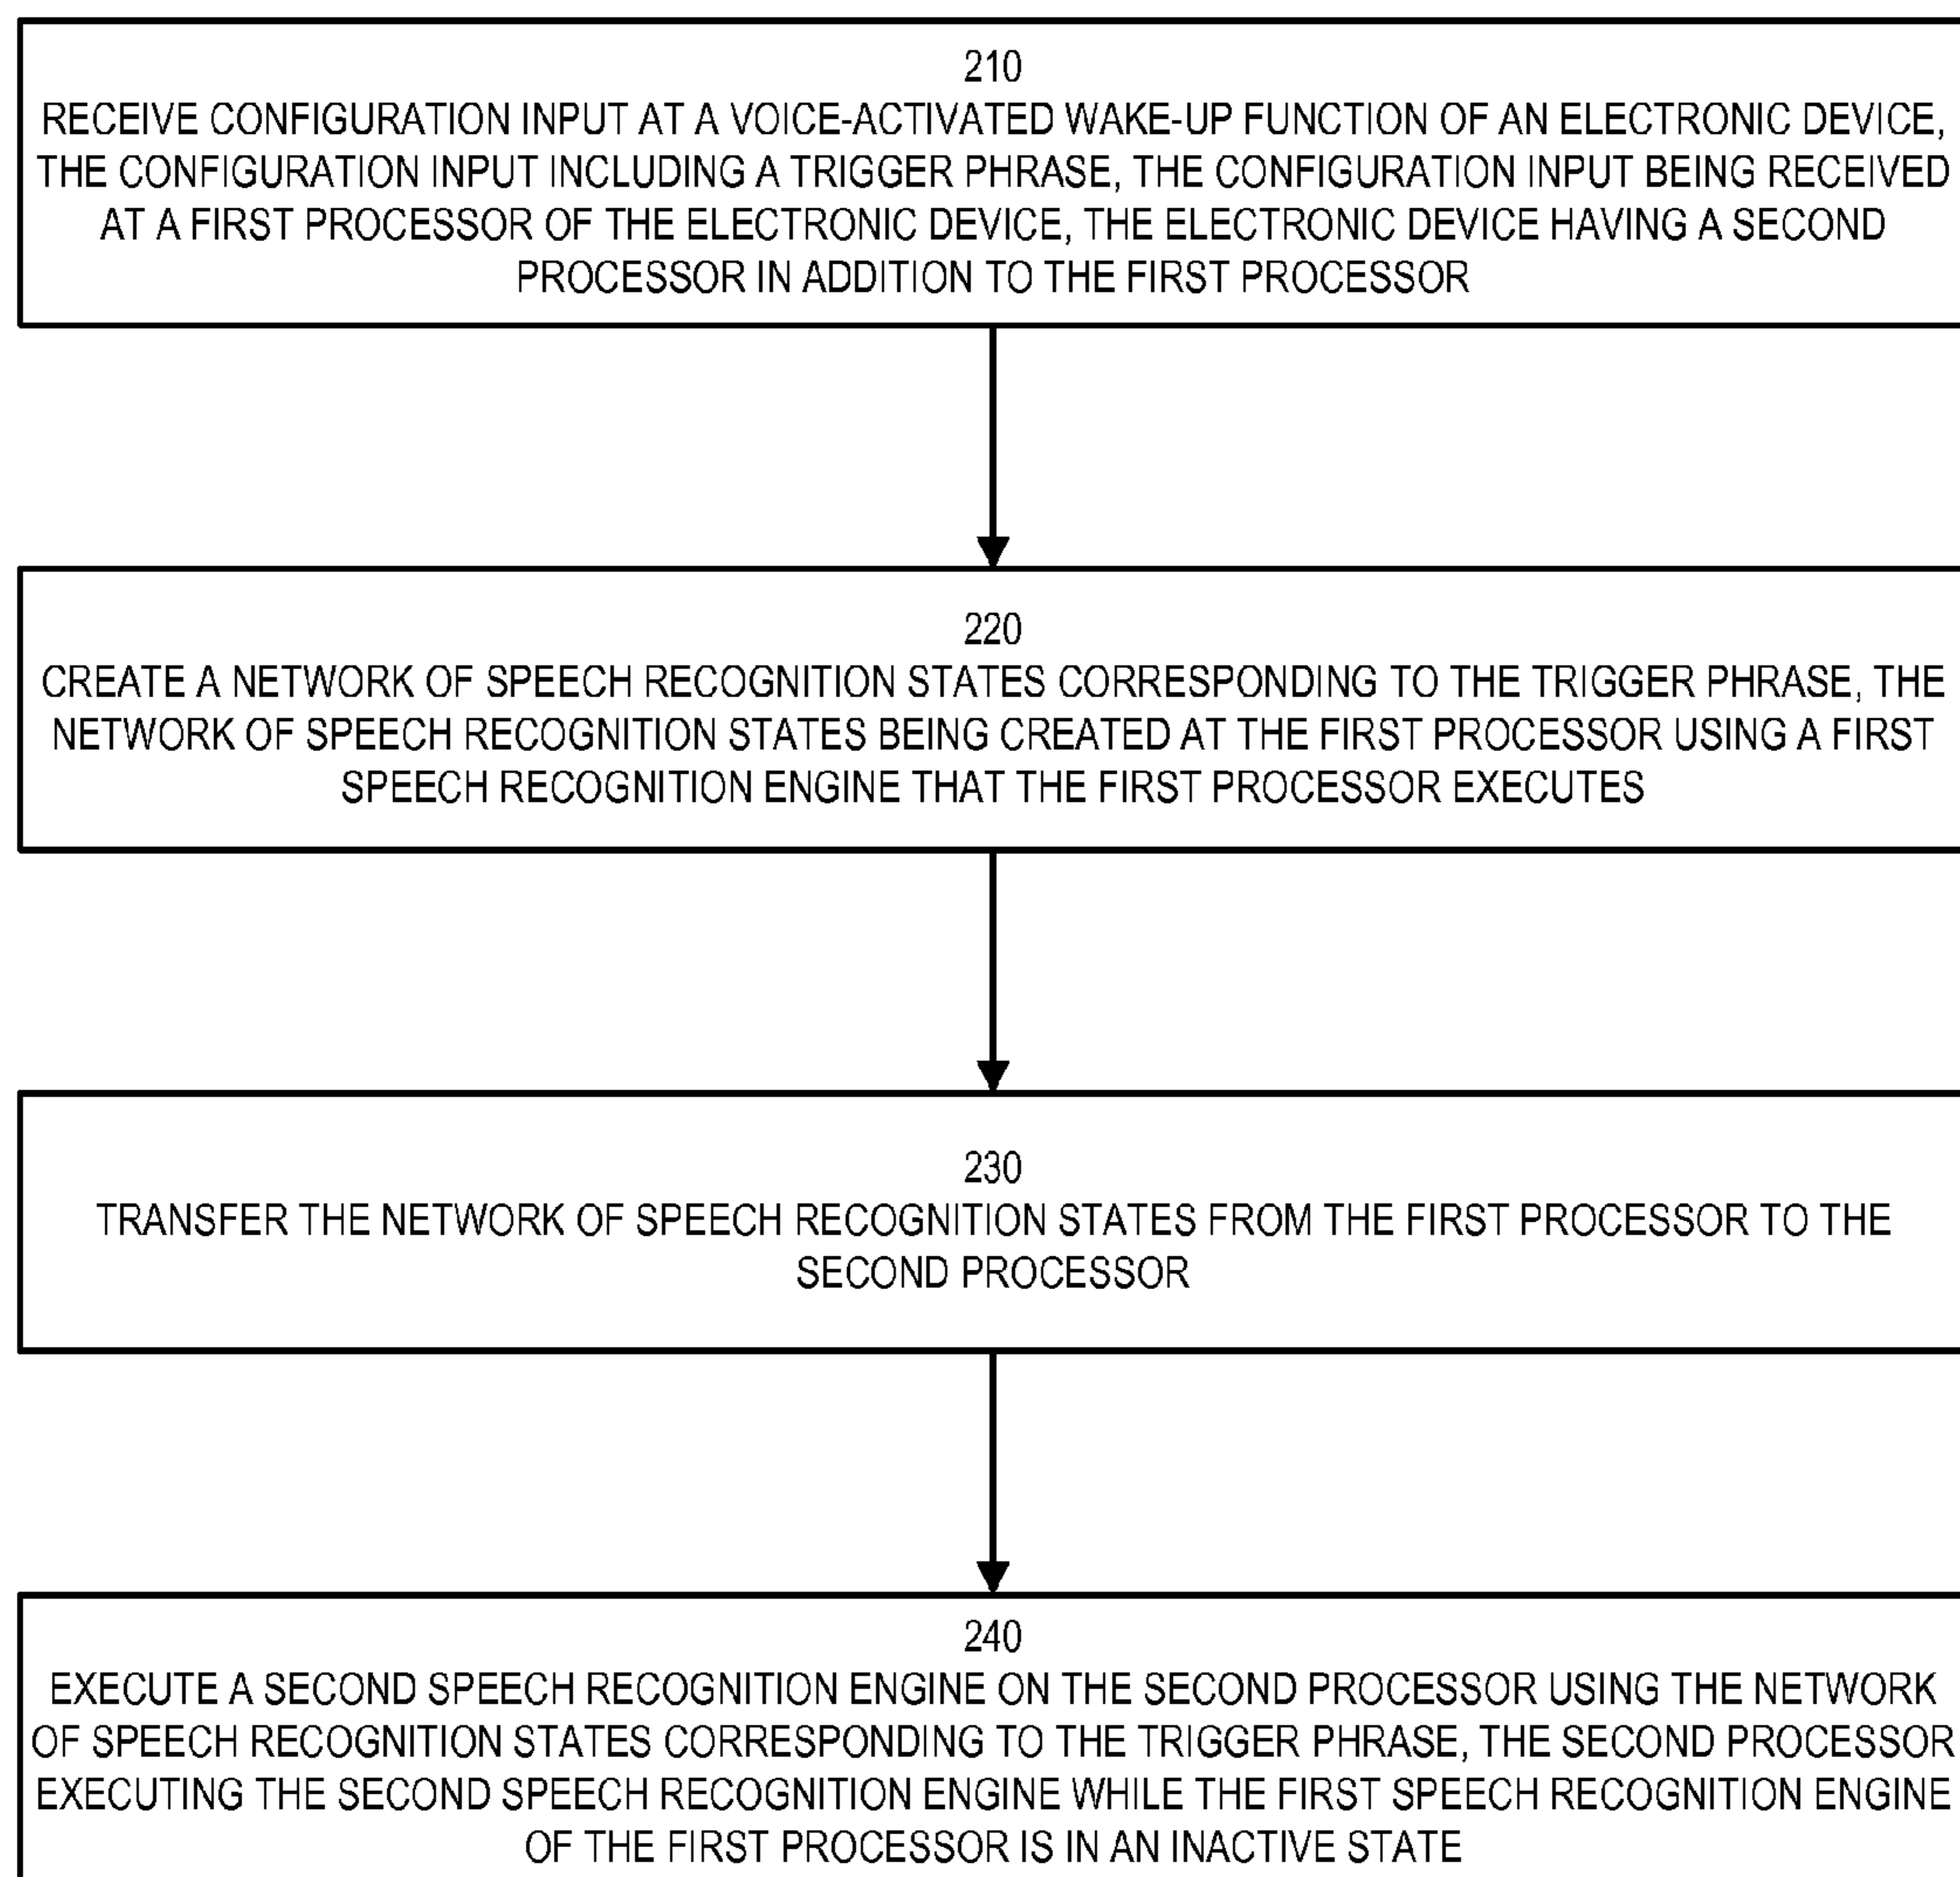 210
RECEIVE CONFIGURATION INPUT AT A VOICE-ACTIVATED WAKE-UP FUNCTION OF AN ELECTRONIC DEVICE,
THE CONFIGURATION INPUT INCLUDING A TRIGGER PHRASE, THE CONFIGURATION INPUT BEING RECEIVED
AT A FIRST PROCESSOR OF THE ELECTRONIC DEVICE, THE ELECTRONIC DEVICE HAVING A SECOND
PROCESSOR IN ADDITION TO THE FIRST PROCESSOR
220
CREATE A NETWORK OF SPEECH RECOGNITION STATES CORRESPONDING TO THE TRIGGER PHRASE, THE
NETWORK OF SPEECH RECOGNITION STATES BEING CREATED AT THE FIRST PROCESSOR USING A FIRST
SPEECH RECOGNITION ENGINE THAT THE FIRST PROCESSOR EXECUTES
230
TRANSFER THE NETWORK OF SPEECH RECOGNITION STATES FROM THE FIRST PROCESSOR TO THE
SECOND PROCESSOR
240
EXECUTE A SECOND SPEECH RECOGNITION ENGINE ON THE SECOND PROCESSOR USING THE NETWORK
OF SPEECH RECOGNITION STATES CORRESPONDING TO THE TRIGGER PHRASE, THE SECOND PROCESSOR
EXECUTING THE SECOND SPEECH RECOGNITION ENGINE WHILE THE FIRST SPEECH RECOGNITION ENGINE
OF THE FIRST PROCESSOR IS IN AN INACTIVE STATE